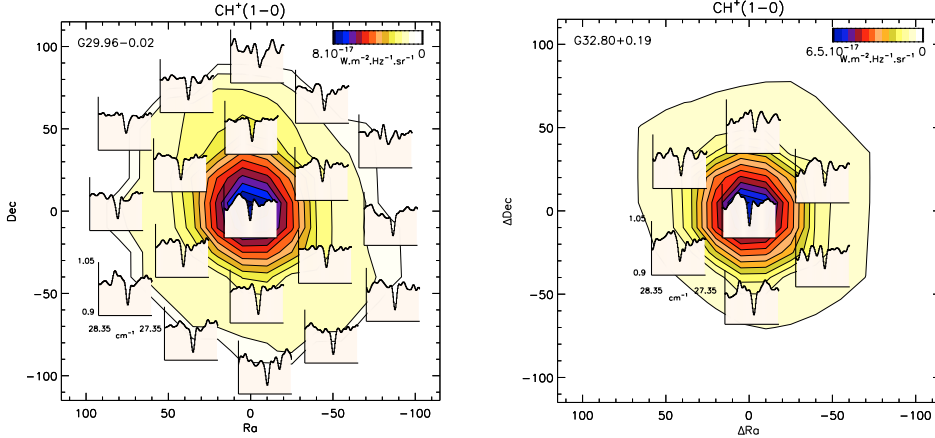 CH⁺(1−0)
G29.96−0.02
8.10⁻¹⁷ 0
W.m⁻².Hz⁻¹.sr⁻¹
100
50
0
−50
−100
Dec
1.05
0.9
28.35 cm⁻¹ 27.35
100 50 0 −50 −100
Ra
CH⁺(1−0)
G32.80+0.19
6.5.10⁻¹⁷ 0
W.m⁻².Hz⁻¹.sr⁻¹
100
50
0
−50
−100
ΔDec
1.05
0.9
28.35 cm⁻¹ 27.35
100 50 0 −50 −100
ΔRa